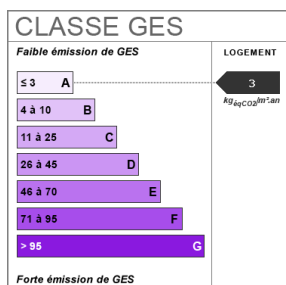 CLASSE GES
Faible émission de GES
LOGEMENT
≤ 3 A
3
kgéqCO2/m².an
4 à 10 B
11 à 25 C
26 à 45 D
46 à 70 E
71 à 95 F
> 95 G
Forte émission de GES